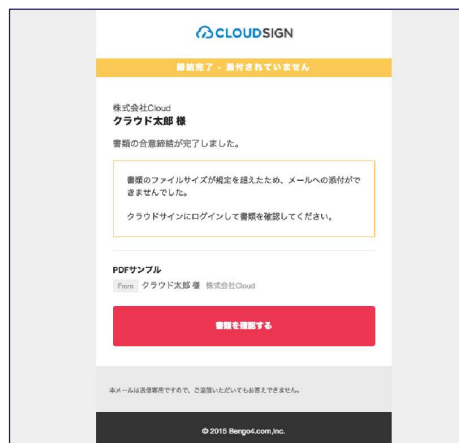 CLOUDSIGN
締結完了 - 添付されていません
株式会社Cloud
クラウド太郎 様
書類の合意締結が完了しました。
書類のファイルサイズが規定を超えたため、メールへの添付がで
きませんでした。
クラウドサインにログインして書類を確認してください。
PDFサンプル
From クラウド太郎 様 株式会社Cloud
書類を確認する
本メールは送信専用ですので、ご返信いただいてもお答えできません。
© 2015 Bengo4.com,Inc.